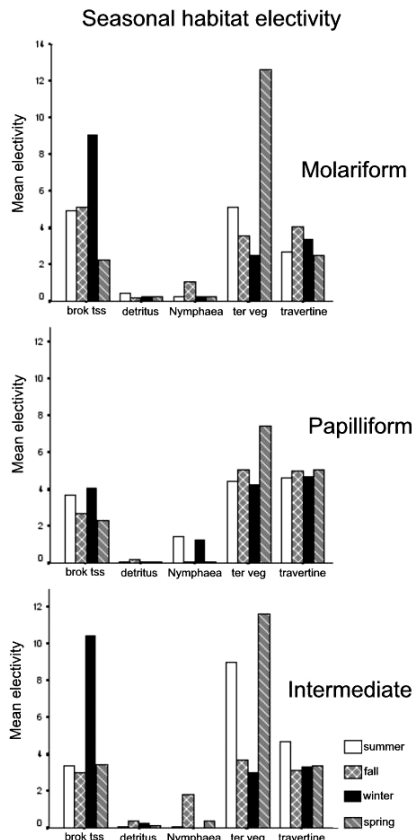 Seasonal habitat electivity
14
12
10
8
6
4
2
0
Mean electivity
Molariform
brok tss detritus Nymphaea ter veg travertine
12
10
8
6
4
2
0
Mean electivity
Papilliform
brok tss detritus Nymphaea ter veg travertine
12
10
8
6
4
2
0
Mean electivity
Intermediate
summer
fall
winter
spring
brok tss detritus Nymphaea ter veg travertine